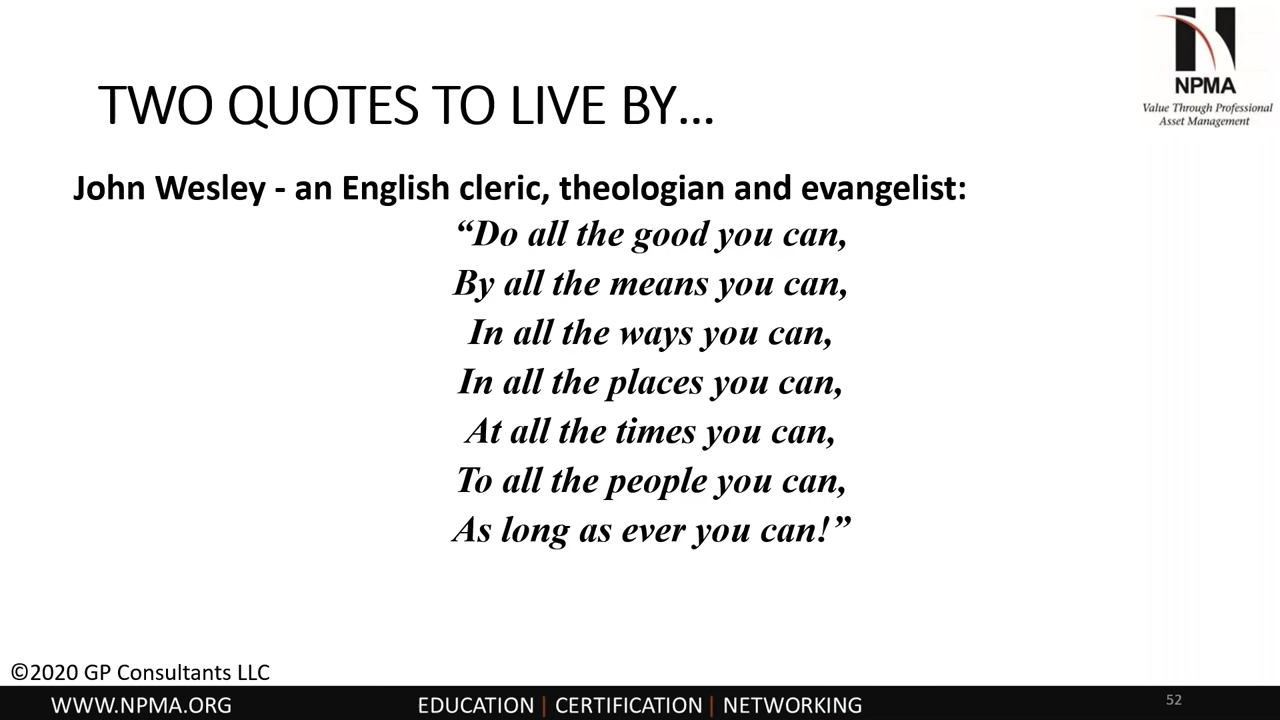 NPMA
Value Through Professional
Asset Management
TWO QUOTES TO LIVE BY...
John Wesley - an English cleric, theologian and evangelist:
“Do all the good you can,
By all the means you can,
In all the ways you can,
In all the places you can,
At all the times you can,
To all the people you can,
As long as ever you can!”
©2020 GP Consultants LLC
WWW.NPMA.ORG EDUCATION | CERTIFICATION | NETWORKING 52